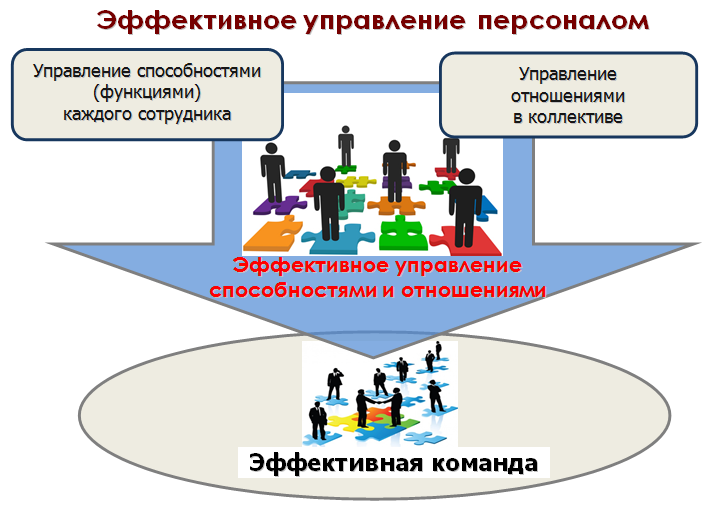 Эффективное управление персоналом
Управление способностями
(функциями)
каждого сотрудника
Управление
отношениями
в коллективе
Эффективное управление
способностями и отношениями
Эффективная команда